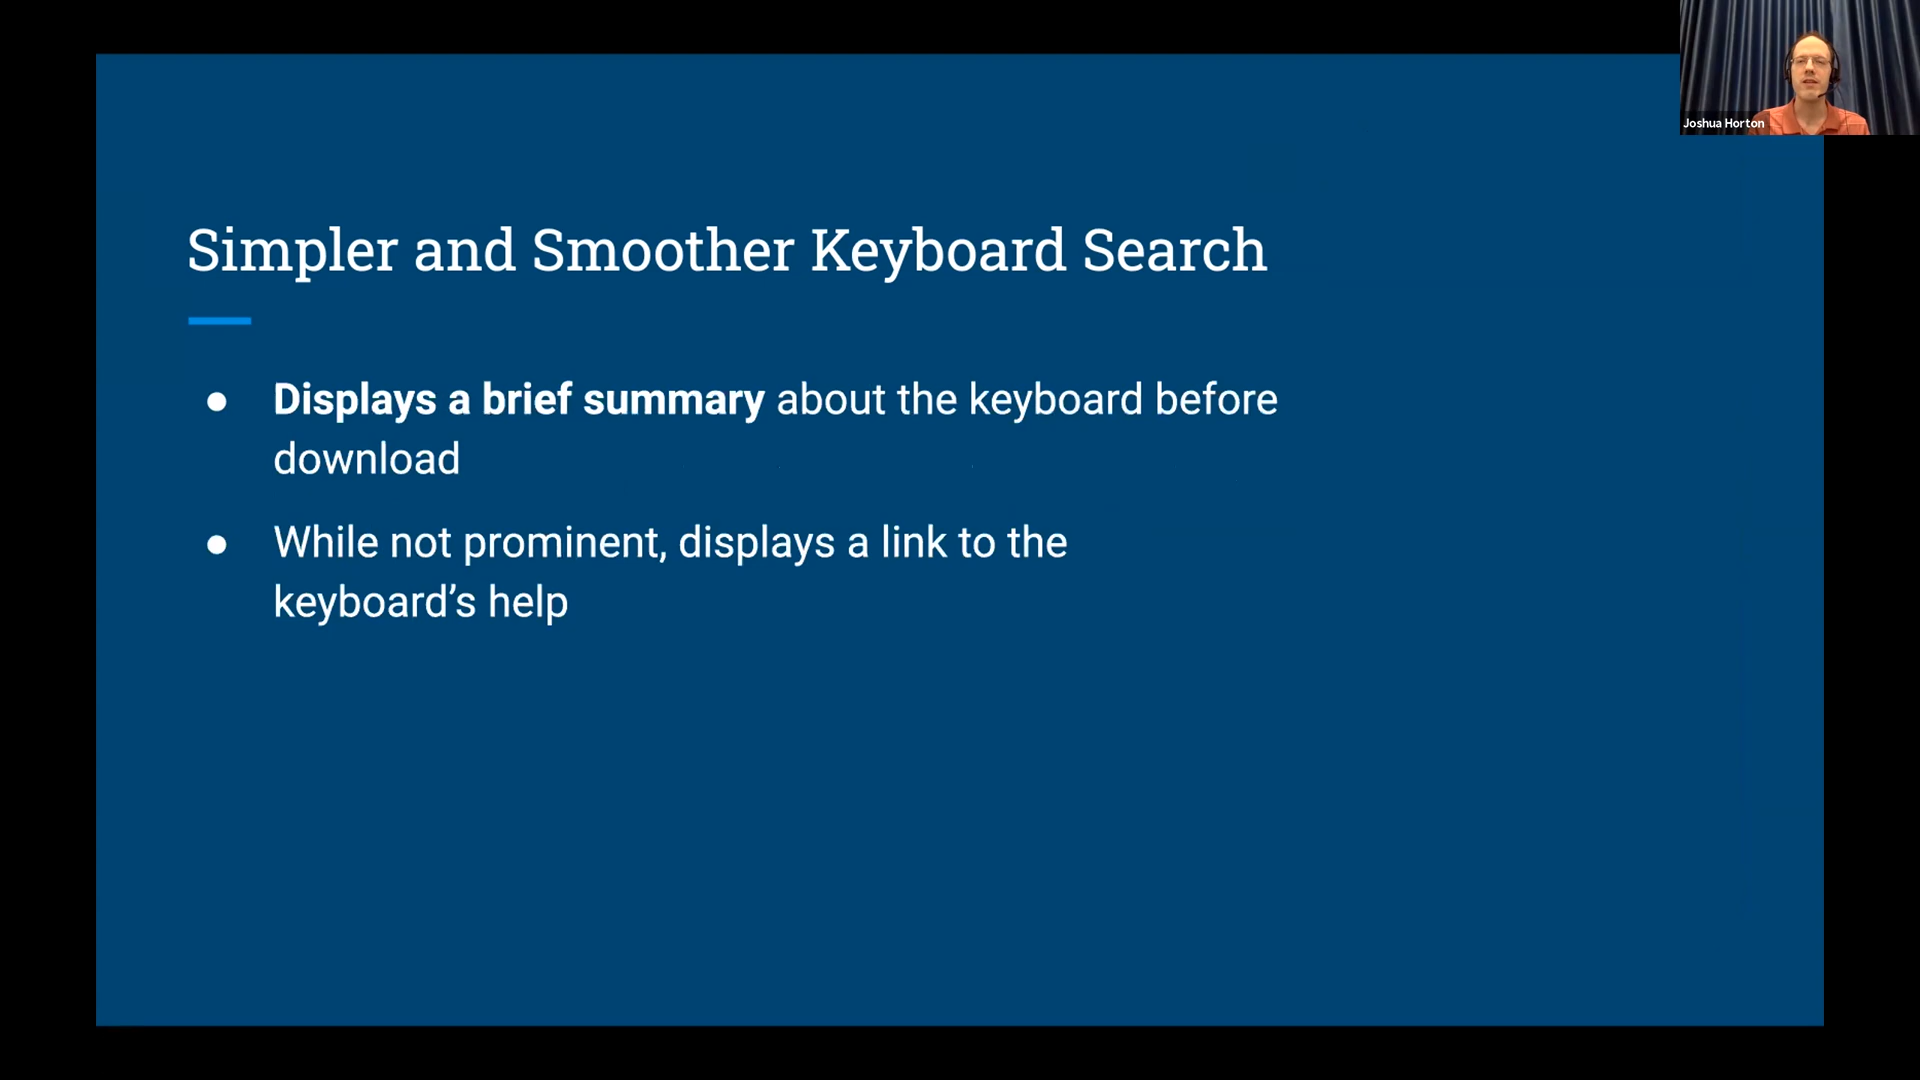 Joshua Horton
Simpler and Smoother Keyboard Search
● Displays a brief summary about the keyboard before
download
● While not prominent, displays a link to the
keyboard’s help